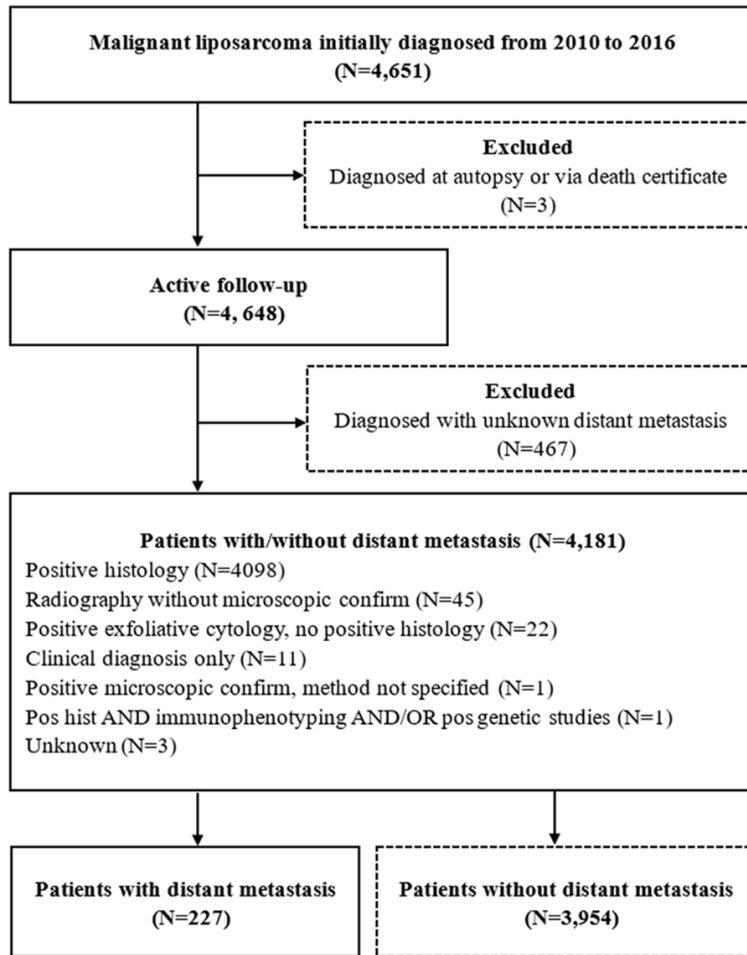 Malignant liposarcoma initially diagnosed from 2010 to 2016
(N=4,651)
Excluded
Diagnosed at autopsy or via death certificate
(N=3)
Active follow-up
(N=4, 648)
Excluded
Diagnosed with unknown distant metastasis
(N=467)
Patients with/without distant metastasis (N=4,181)
Positive histology (N=4098)
Radiography without microscopic confirm (N=45)
Positive exfoliative cytology, no positive histology (N=22)
Clinical diagnosis only (N=11)
Positive microscopic confirm, method not specified (N=1)
Pos hist AND immunophenotyping AND/OR pos genetic studies (N=1)
Unknown (N=3)
Patients with distant metastasis
(N=227)
Patients without distant metastasis
(N=3,954)